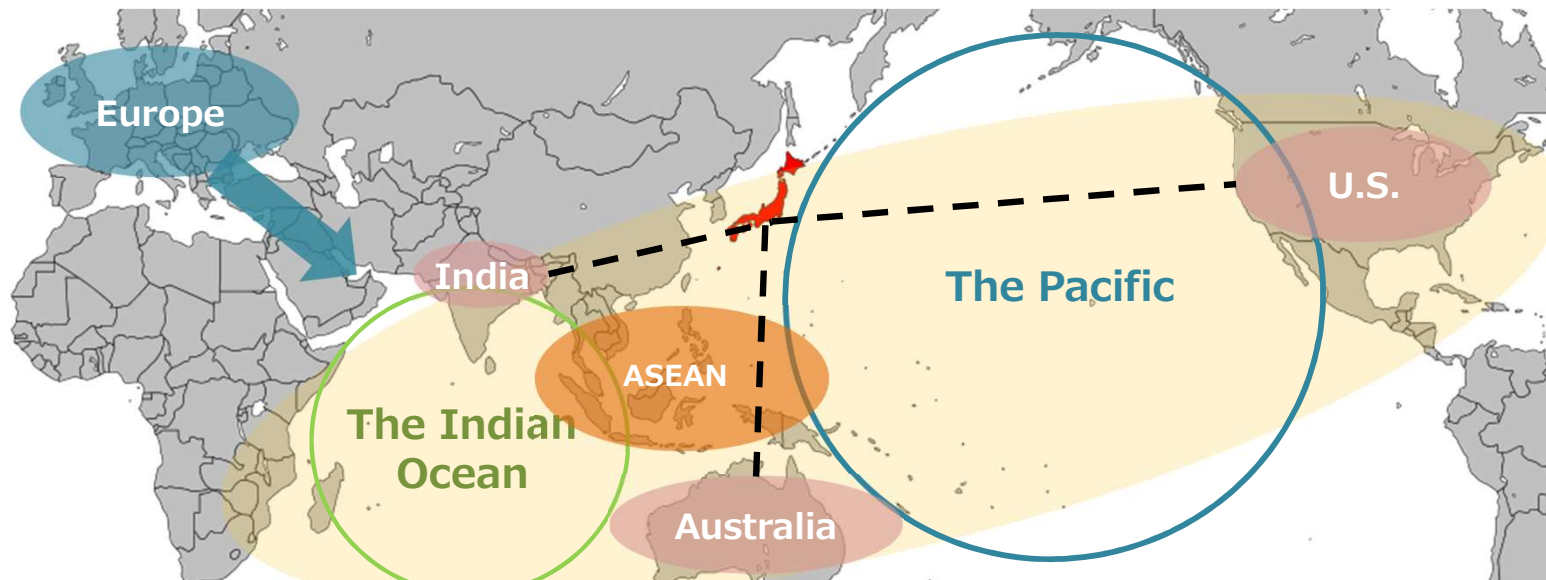 Europe
U.S.
India
The Pacific
ASEAN
The Indian
Ocean
Australia